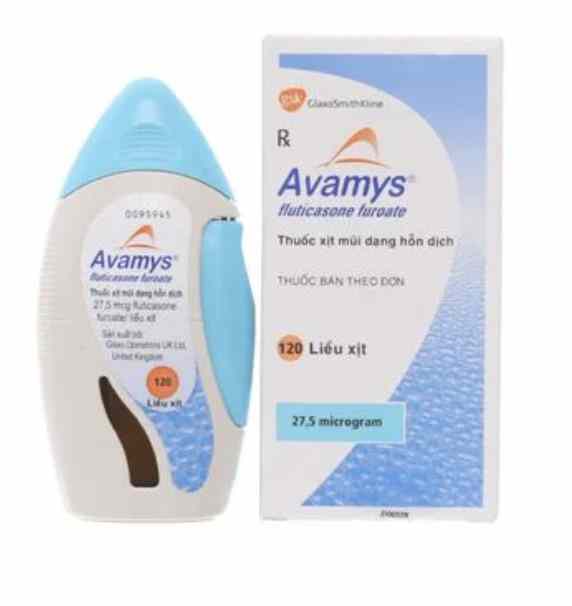 0095945
Avamys®
fluticasone furoate
Thuốc xịt mũi dạng hỗn dịch
27,5 mcg fluticasone
furoate/ liều xịt
Sản xuất bởi:
Glaxo Operations UK Ltd,
United Kingdom
120
Liều xịt
gsk GlaxoSmithKline
Rx
Avamys®
fluticasone furoate
Thuốc xịt mũi dạng hỗn dịch
THUỐC BÁN THEO ĐƠN
120 Liều xịt
27,5 microgram